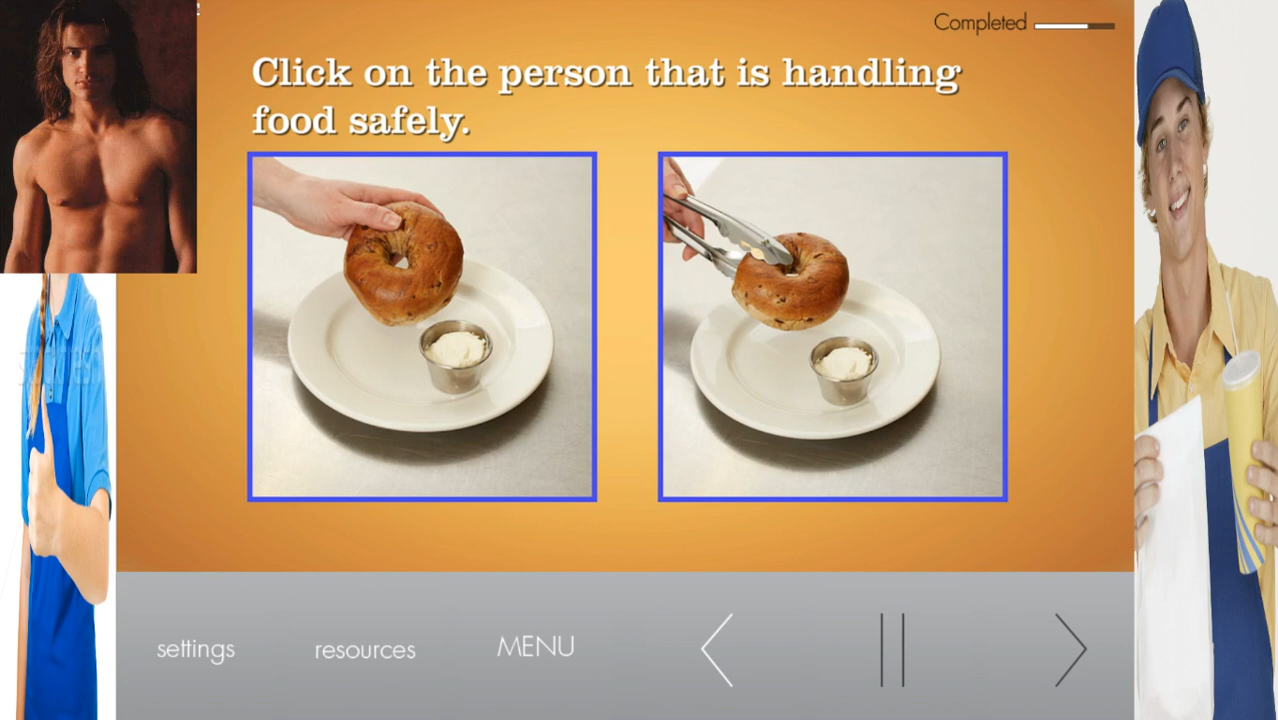 Completed
Click on the person that is handling
food safely.
settings
resources
MENU